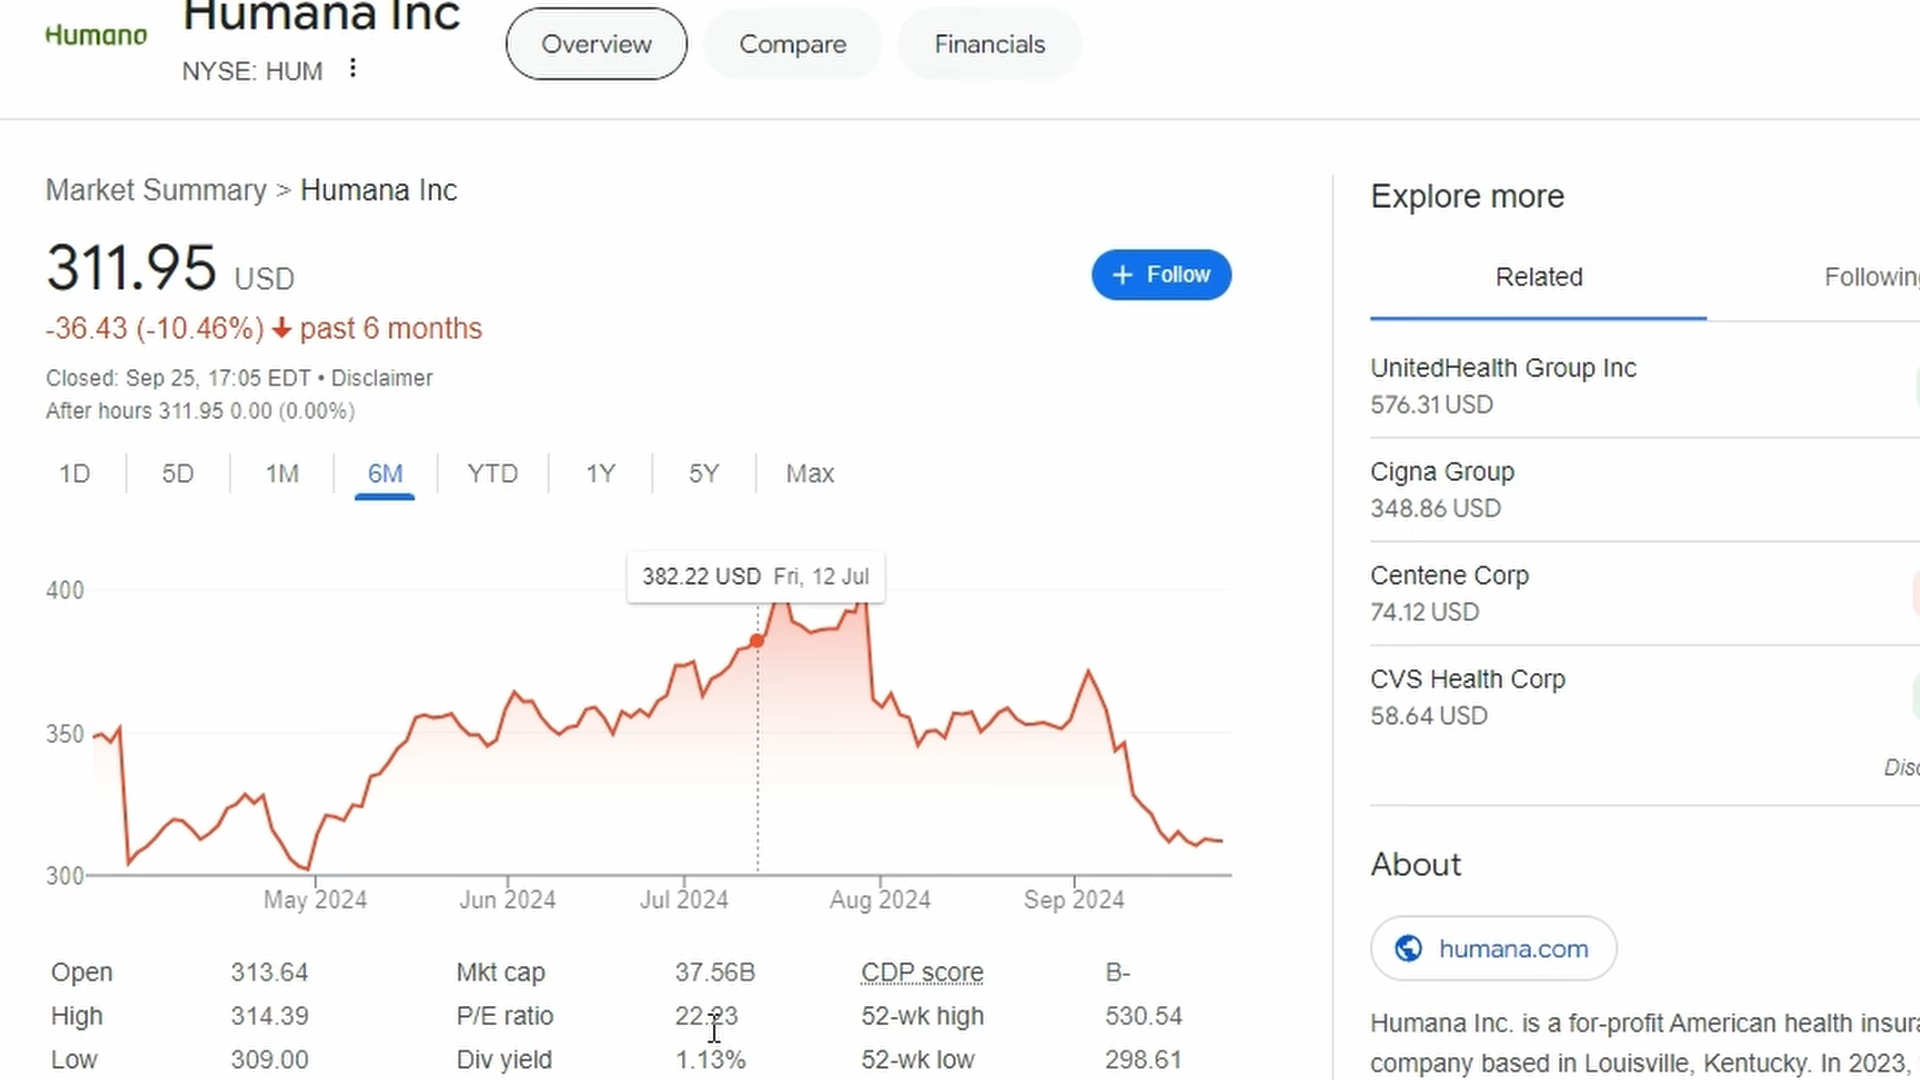 Humana
Humana Inc
NYSE: HUM
Overview
Compare
Financials
Market Summary > Humana Inc
311.95 USD
-36.43 (-10.46%) past 6 months
Closed: Sep 25, 17:05 EDT • Disclaimer
After hours 311.95 0.00 (0.00%)
+ Follow
1D 5D 1M 6M YTD 1Y 5Y Max
382.22 USD Fri, 12 Jul
400
350
300
May 2024 Jun 2024 Jul 2024 Aug 2024 Sep 2024
Open 313.64 Mkt cap 37.56B CDP score B-
High 314.39 P/E ratio 22.23 52-wk high 530.54
Low 309.00 Div yield 1.13% 52-wk low 298.61
Explore more
Related Following
UnitedHealth Group Inc
576.31 USD
Cigna Group
348.86 USD
Centene Corp
74.12 USD
CVS Health Corp
58.64 USD
About
humana.com
Humana Inc. is a for-profit American health
company based in Louisville, Kentucky. In 2023,